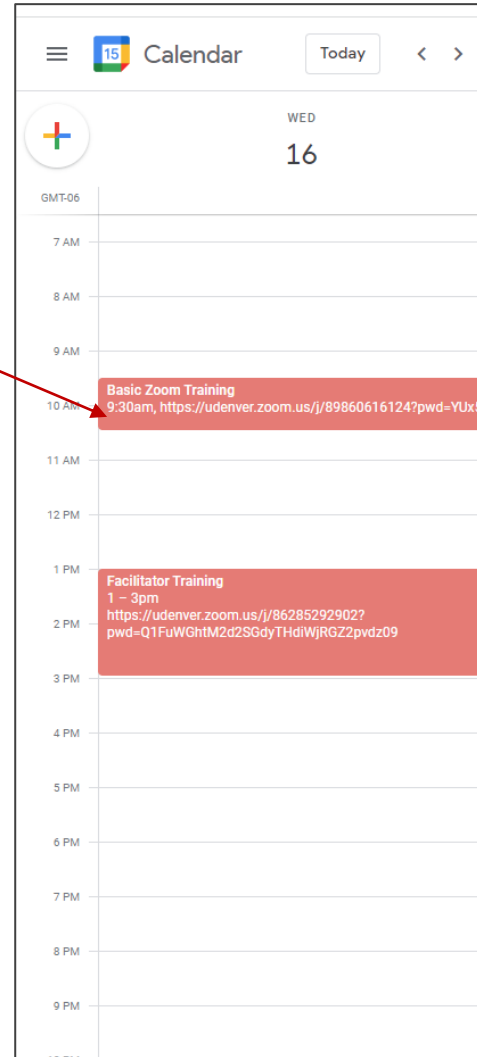 15 Calendar Today
WED
16
GMT-06
7 AM
8 AM
9 AM
Basic Zoom Training
10 AM 9:30am, https://udenver.zoom.us/j/89860616124?pwd=YUx
11 AM
12 PM
1 PM
Facilitator Training
1 – 3pm
https://udenver.zoom.us/j/86285292902?
2 PM pwd=Q1FuWGhtM2d2SGdyTHdiWjRGZ2pvdz09
3 PM
4 PM
5 PM
6 PM
7 PM
8 PM
9 PM